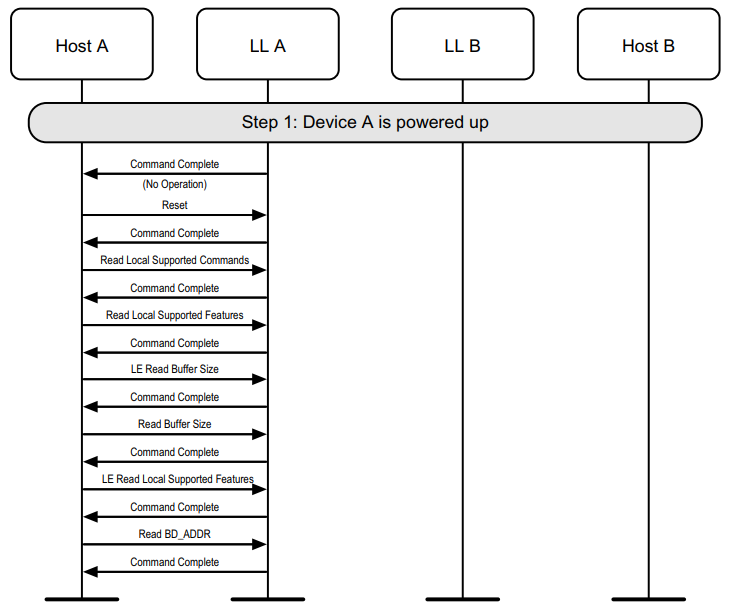 Host A
LL A
LL B
Host B
Step 1: Device A is powered up
Command Complete
(No Operation)
Reset
Command Complete
Read Local Supported Commands
Command Complete
Read Local Supported Features
Command Complete
LE Read Buffer Size
Command Complete
Read Buffer Size
Command Complete
LE Read Local Supported Features
Command Complete
Read BD_ADDR
Command Complete